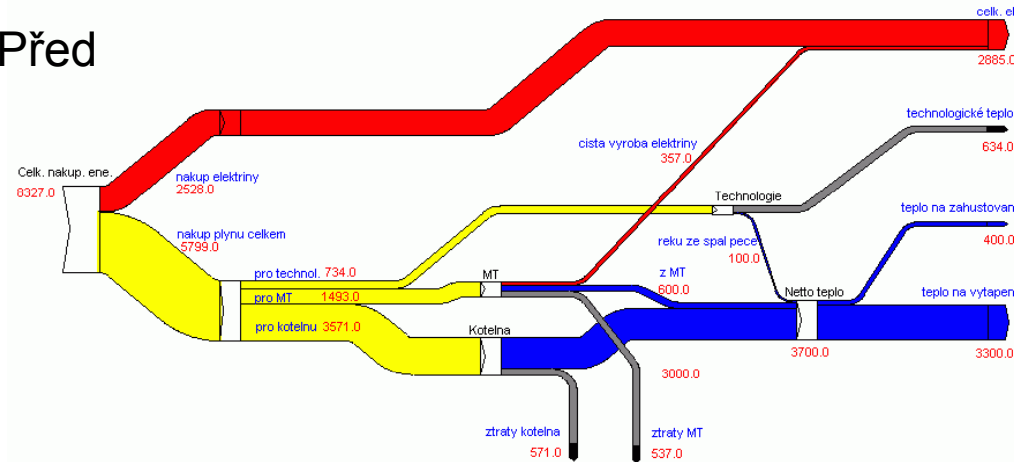 Před
celk. el
2885.0
technologické teplo
634.0
cista vyroba elektriny
357.0
Celk. nakup. ene.
8327.0
nakup elektriny
2528.0
Technologie
teplo na zahustovan
400.0
nakup plynu celkem
5799.0
reku ze spal pece
100.0
pro technol. 734.0
MT
z MT
600.0
Netto teplo
teplo na vytapen
pro MT 1493.0
pro kotelnu 3571.0
Kotelna
3700.0
3300.0
3000.0
ztraty kotelna
571.0
ztraty MT
537.0